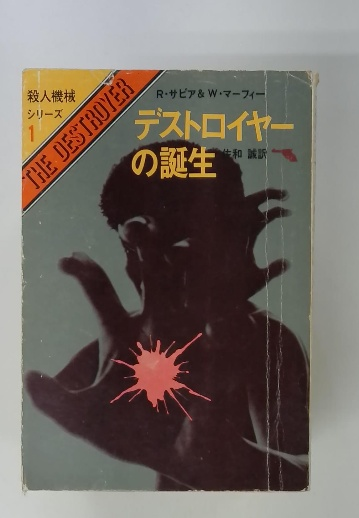 殺人機械
シリーズ
1
THE DESTROYER
R・サピア&W・マーフィー
デストロイヤー
の誕生
佐和 誠訳